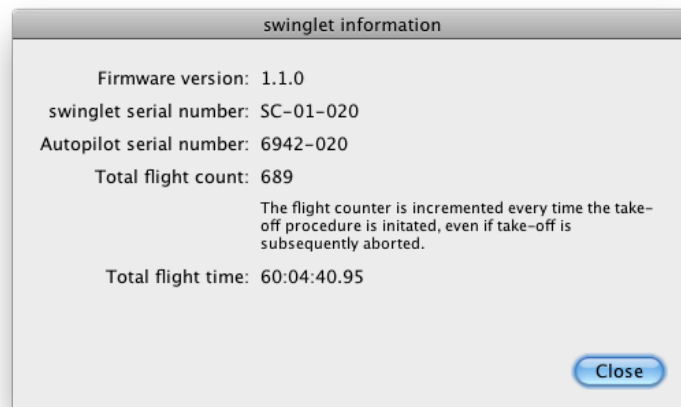 swinglet information
Firmware version: 1.1.0
swinglet serial number: SC-01-020
Autopilot serial number: 6942-020
Total flight count: 689
The flight counter is incremented every time the take-
off procedure is initated, even if take-off is
subsequently aborted.
Total flight time: 60:04:40.95
Close